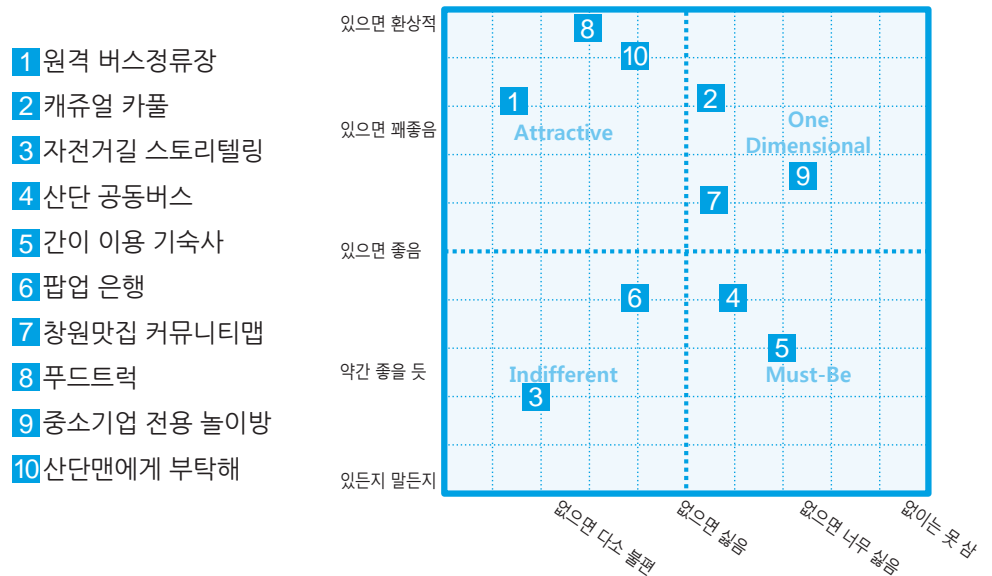 1 원격 버스정류장
2 캐쥬얼 카풀
3 자전거길 스토리텔링
4 산단 공동버스
5 간이 이용 기숙사
6 팝업 은행
7 창원맛집 커뮤니티맵
8 푸드트럭
9 중소기업 전용 놀이방
10 산단맨에게 부탁해
있으면 환상적
있으면 꽤좋음
있으면 좋음
약간 좋을 듯
있든지 말든지
8
10
1
2
Attractive
One
Dimensional
9
7
6
4
5
Indifferent
Must-Be
3
없으면 다소 불편
없으면 싫음
없으면 너무 싫음
없이는 못 삼